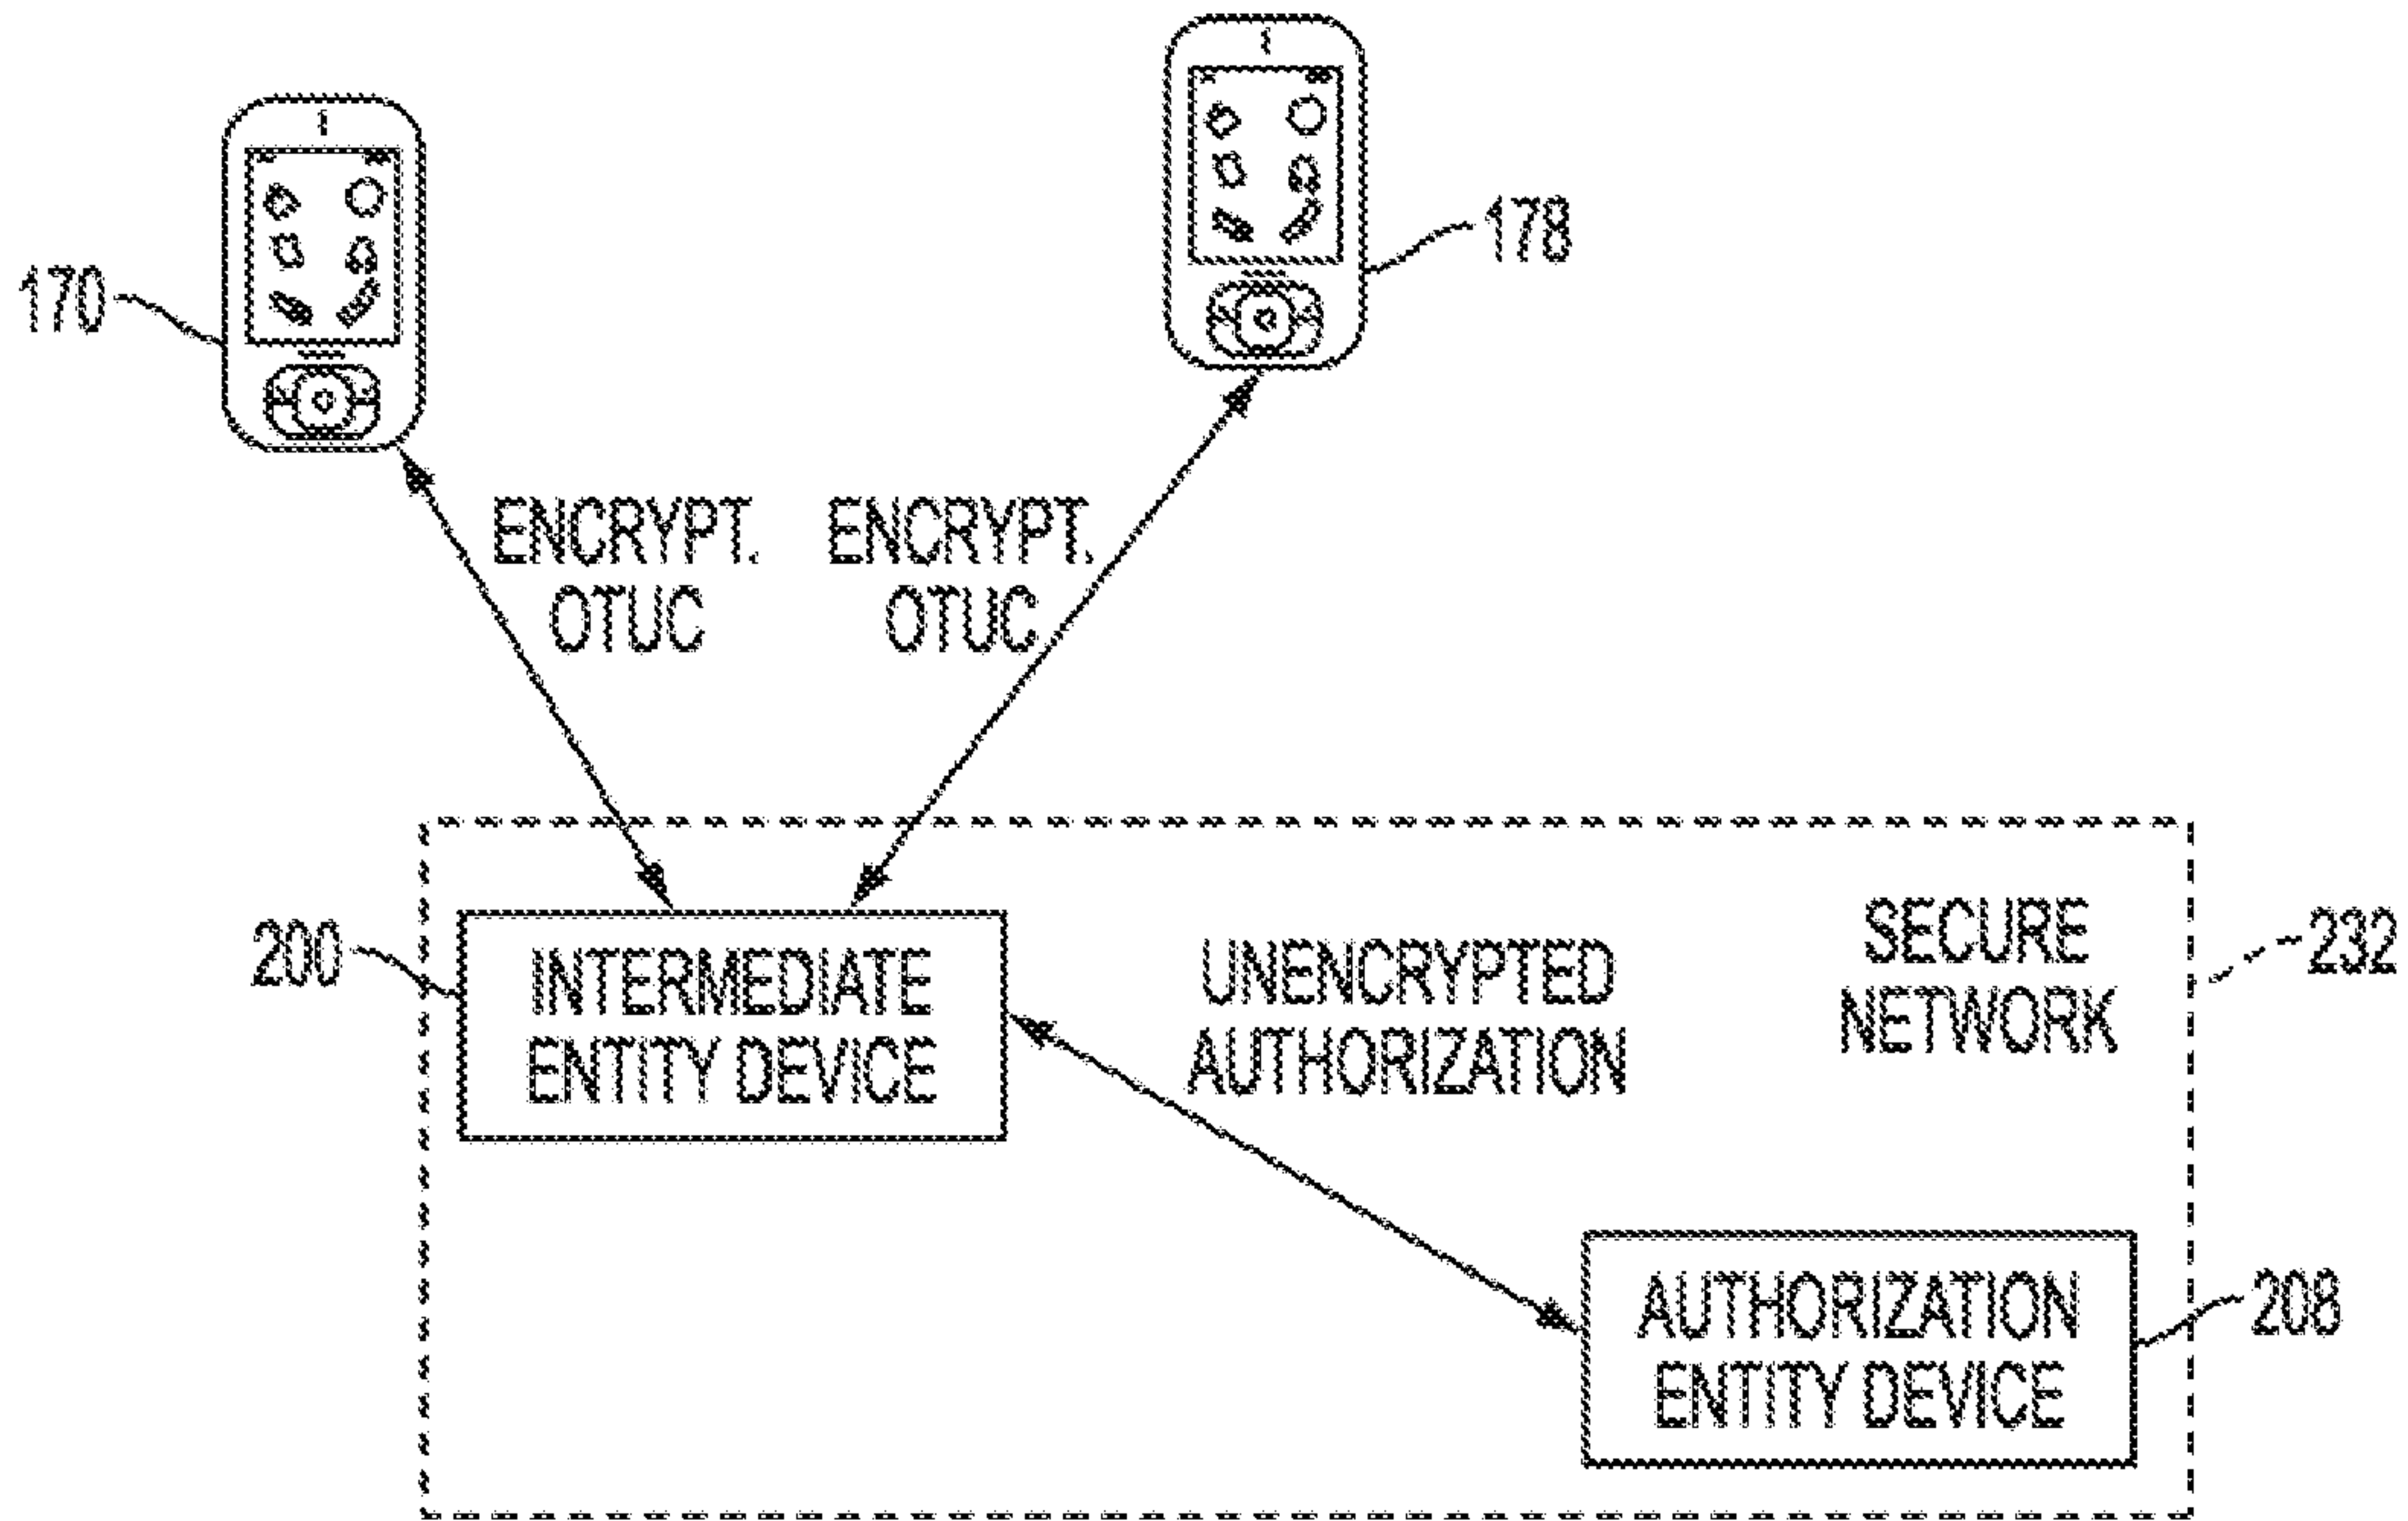 178
170
ENCRYPT.
OTUC
ENCRYPT.
OTUC
200
INTERMEDIATE
ENTITY DEVICE
UNENCRYPTED
AUTHORIZATION
SECURE
NETWORK
232
AUTHORIZATION
ENTITY DEVICE
208